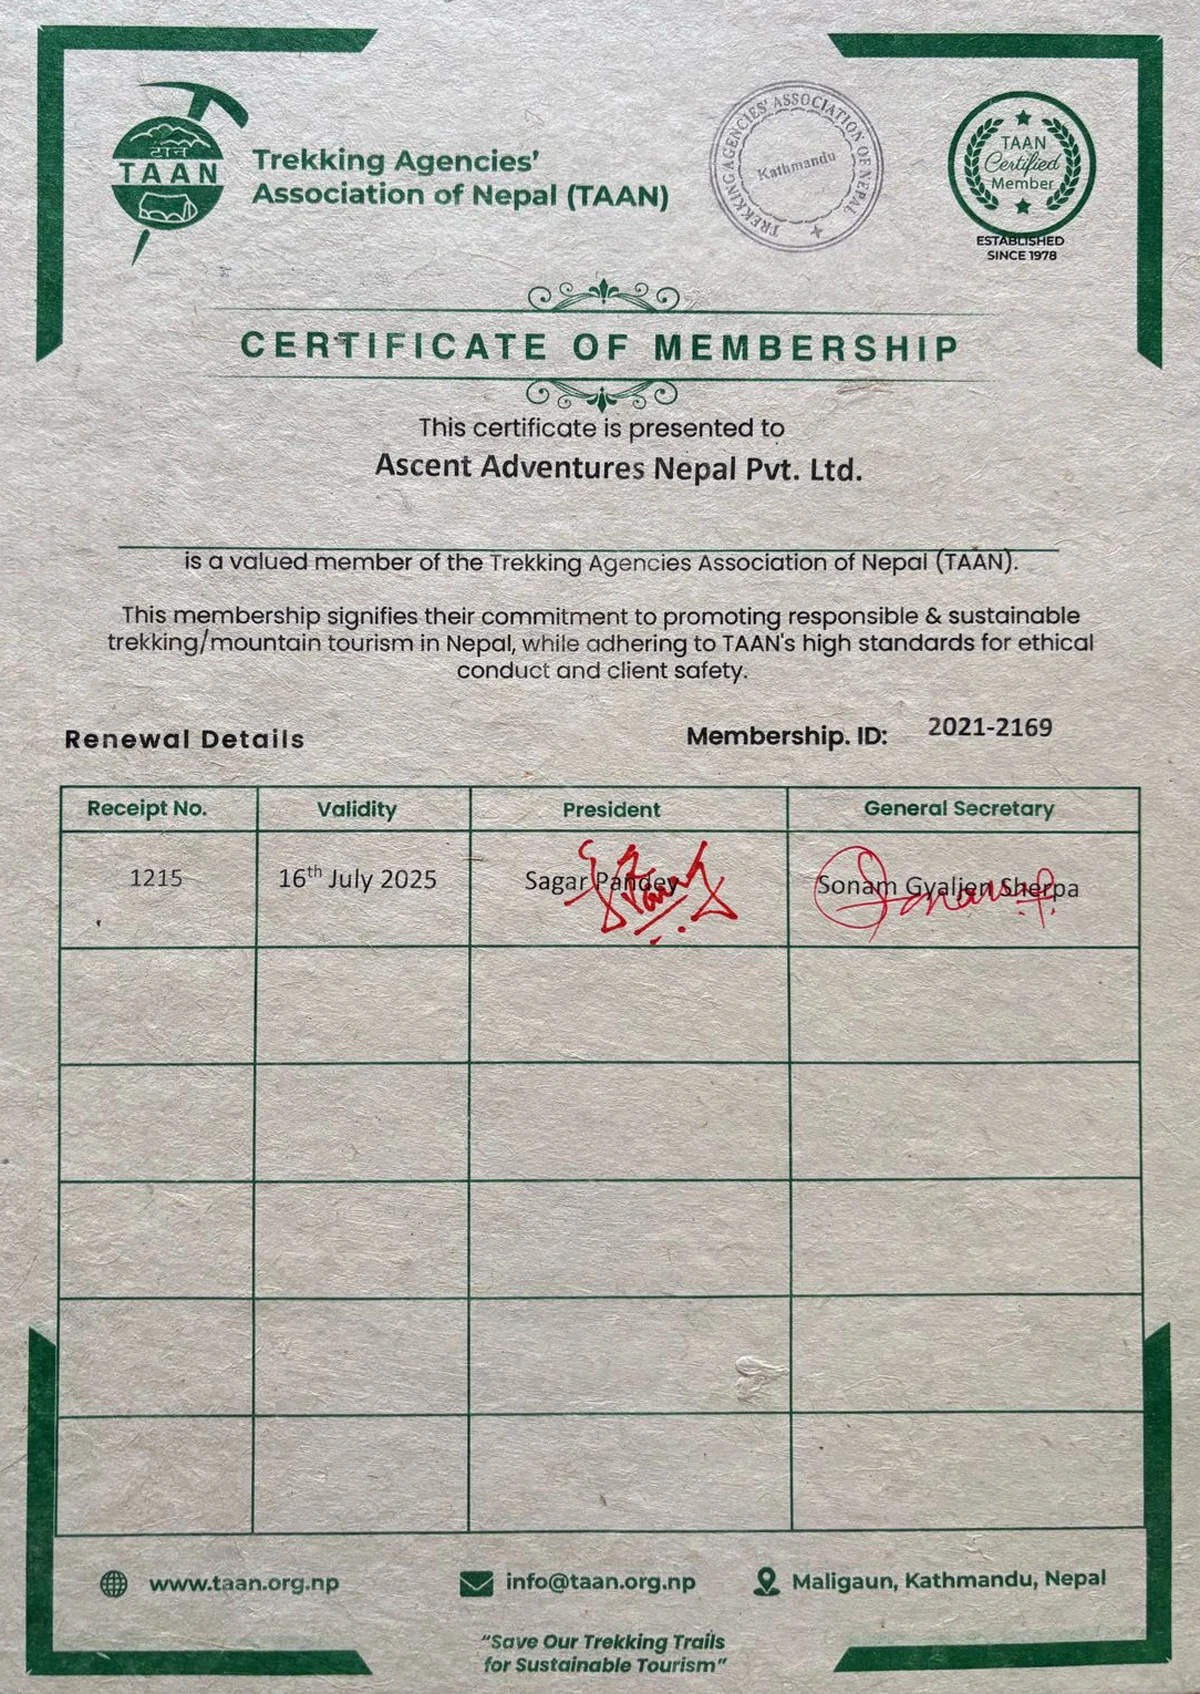 टान
TAAN
Trekking Agencies'
Association of Nepal (TAAN)
TREKKING AGENCIES' ASSOCIATION OF NEPAL
Kathmandu
TAAN
Certified
Member
ESTABLISHED
SINCE 1978
CERTIFICATE OF MEMBERSHIP
This certificate is presented to
Ascent Adventures Nepal Pvt. Ltd.
is a valued member of the Trekking Agencies Association of Nepal (TAAN).
This membership signifies their commitment to promoting responsible & sustainable
trekking/mountain tourism in Nepal, while adhering to TAAN's high standards for ethical
conduct and client safety.
Renewal Details
Membership. ID: 2021-2169
Receipt No. Validity President General Secretary
1215 16th July 2025 Sagar Pandey Sonam Gyaljen Sherpa
www.taan.org.np info@taan.org.np Maligaun, Kathmandu, Nepal
"Save Our Trekking Trails
for Sustainable Tourism"